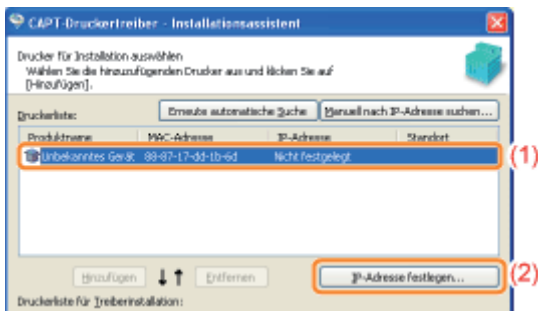 CAPT-Druckertreiber - Installationsassistent
Drucker für Installation auswählen
Wählen Sie die hinzuzufügenden Drucker aus und klicken Sie auf
[Hinzufügen].
Druckerliste: Erneute automatische Suche Manuell nach IP-Adresse suchen...
Produktname MAC-Adresse IP-Adresse Standort
Unbekanntes Gerät 88-87-17-dd-1b-6d Nicht festgelegt (1)
Hinzufügen Entfernen IP-Adresse festlegen... (2)
Druckerliste für Treiberinstallation: